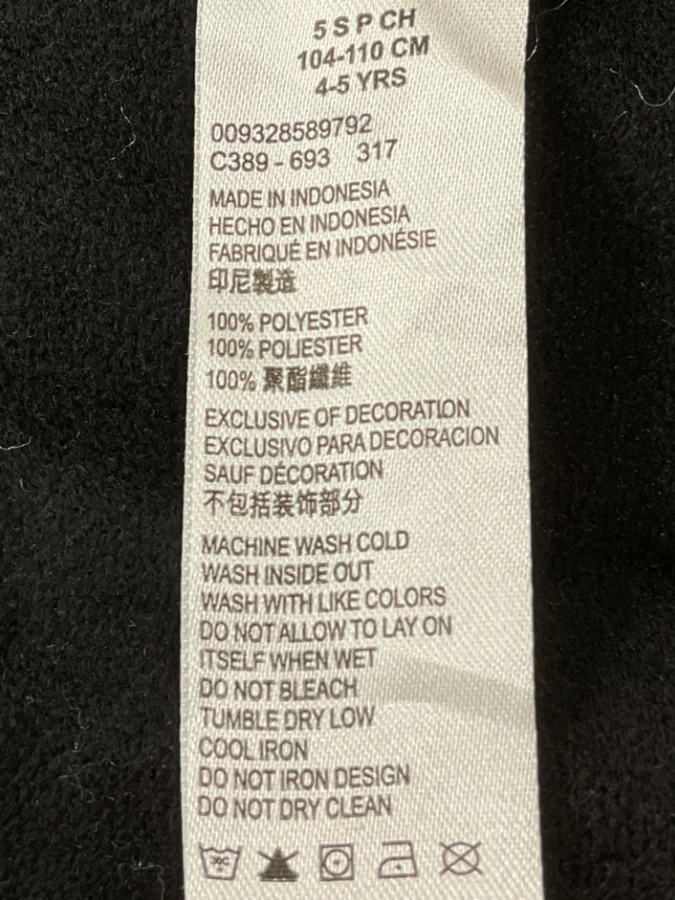 5 S P CH
104-110 CM
4-5 YRS
009328589792
C389 - 693 317
MADE IN INDONESIA
HECHO EN INDONESIA
FABRIQUÉ EN INDONÉSIE
印尼製造
100% POLYESTER
100% POLIESTER
100% 聚酯纖維
EXCLUSIVE OF DECORATION
EXCLUSIVO PARA DECORACION
SAUF DÉCORATION
不包括装饰部分
MACHINE WASH COLD
WASH INSIDE OUT
WASH WITH LIKE COLORS
DO NOT ALLOW TO LAY ON
ITSELF WHEN WET
DO NOT BLEACH
TUMBLE DRY LOW
COOL IRON
DO NOT IRON DESIGN
DO NOT DRY CLEAN
30C